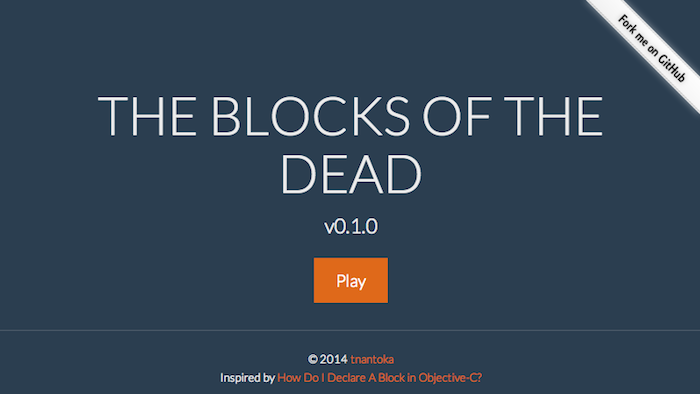 Fork me on GitHub
THE BLOCKS OF THE
DEAD
v0.1.0
Play
© 2014 tnantoka
Inspired by How Do I Declare A Block in Objective-C?